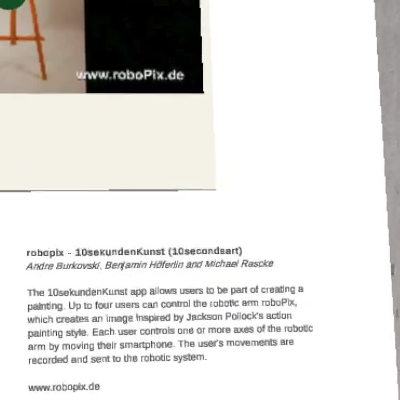 www.roboPix.de
robopix - 10sekundenKunst (10secondsart)
Andre Burkovski, Benjamin Höferlin and Michael Raschke
The 10sekundenKunst app allows users to be part of creating a
painting. Up to four users can control the robotic arm roboPix,
which creates an image inspired by Jackson Pollock's action
painting style. Each user controls one or more axes of the robotic
arm by moving their smartphone. The user's movements are
recorded and sent to the robotic system.
www.robopix.de